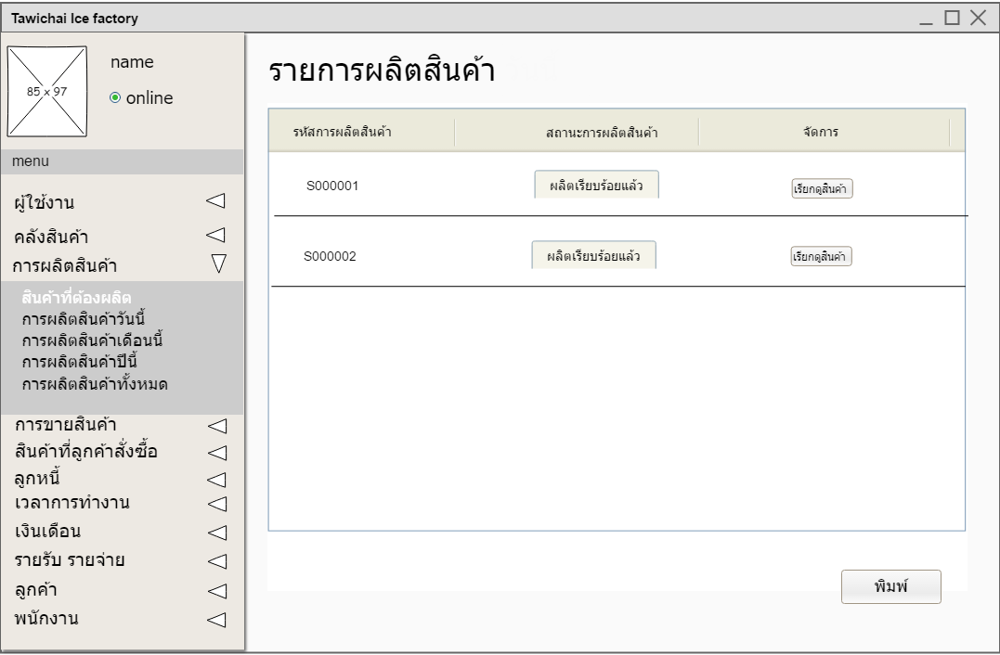 Tawichai Ice factory
85 x 97
name
online
menu
ผู้ใช้งาน
คลังสินค้า
การผลิตสินค้า
สินค้าที่ต้องผลิต
การผลิตสินค้าวันนี้
การผลิตสินค้าเดือนนี้
การผลิตสินค้าปีนี้
การผลิตสินค้าทั้งหมด
การขายสินค้า
สินค้าที่ลูกค้าสั่งซื้อ
ลูกหนี้
เวลาการทำงาน
เงินเดือน
รายรับ รายจ่าย
ลูกค้า
พนักงาน
รายการผลิตสินค้า
รหัสการผลิตสินค้า สถานะการผลิตสินค้า จัดการ
S000001 ผลิตเรียบร้อยแล้ว เรียกดูสินค้า
S000002 ผลิตเรียบร้อยแล้ว เรียกดูสินค้า
พิมพ์